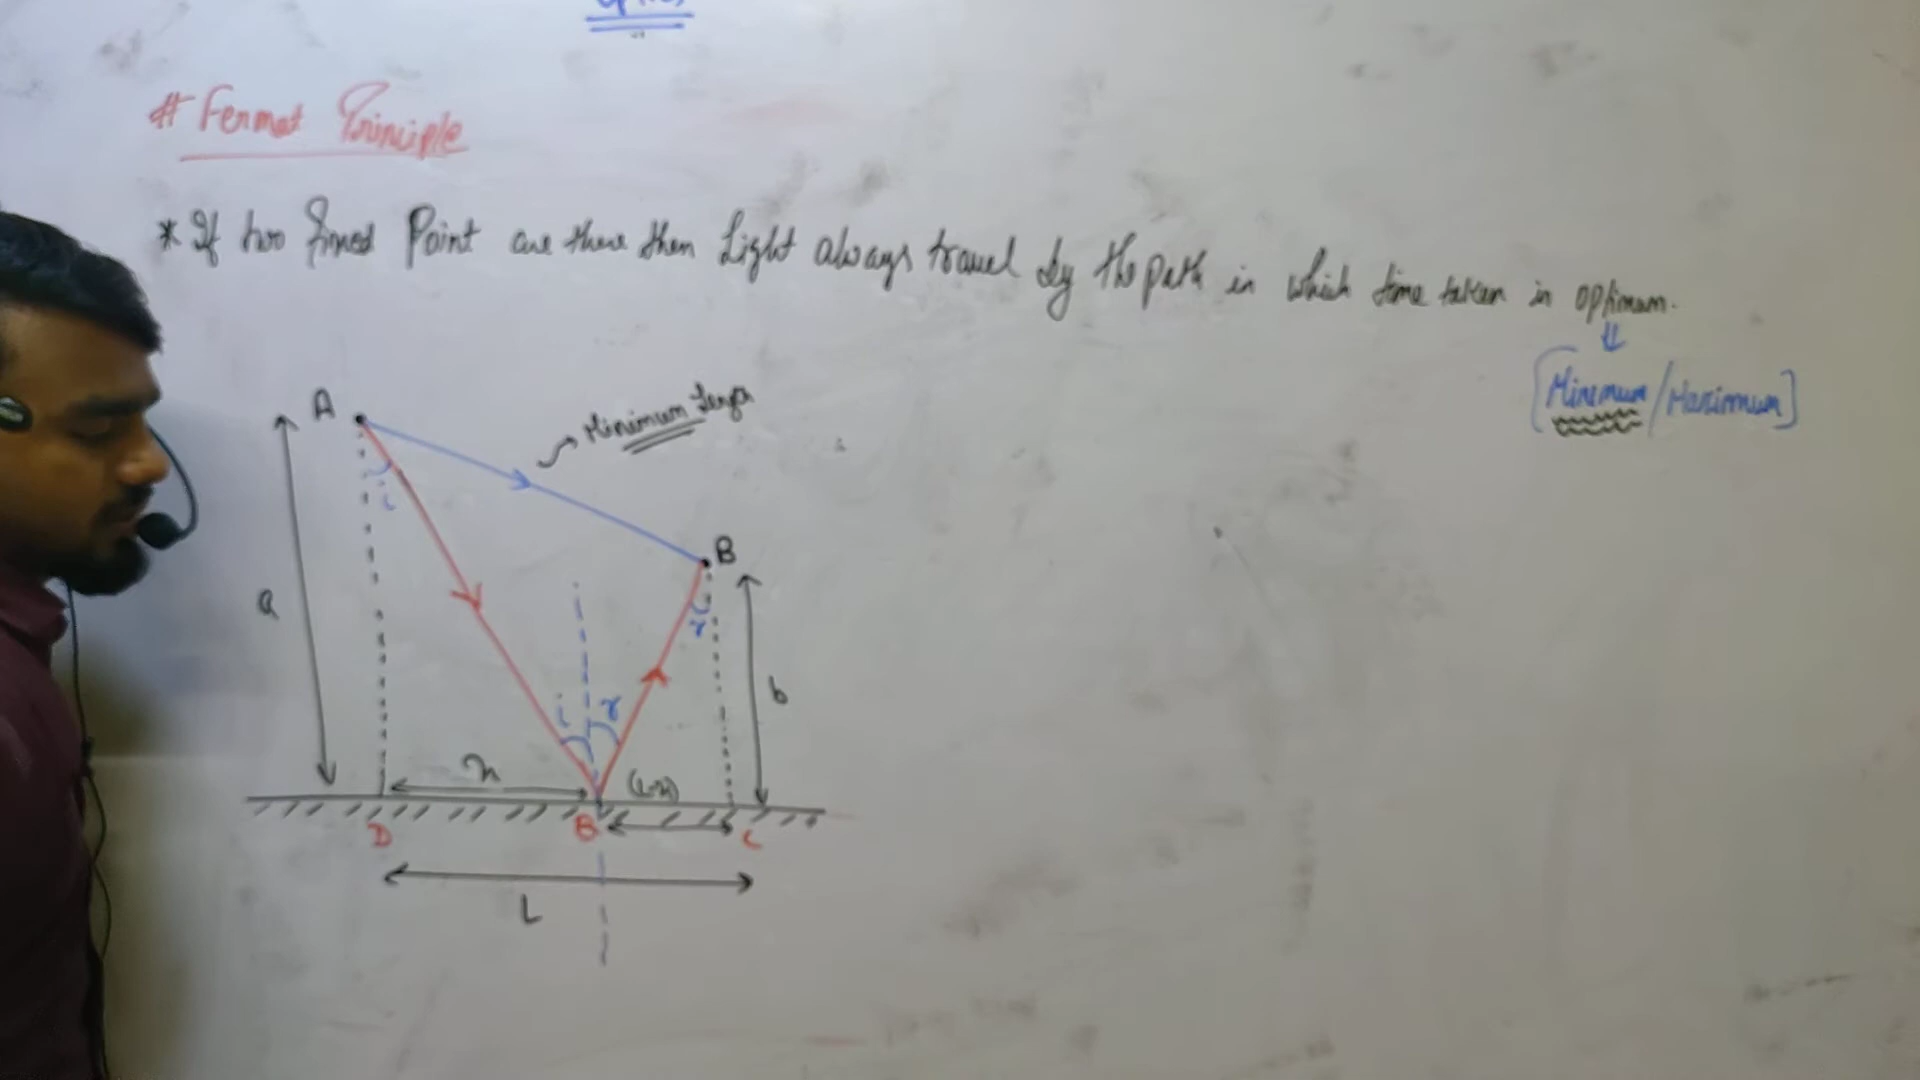 # Fermat Principle
* If two fixed Point are there then Light always travel by the path in which time taken in optimum.
[Minimum/Maximum]
Minimum Length
A
i
B
r
a
i r
b
x
(L-x)
D B C
L